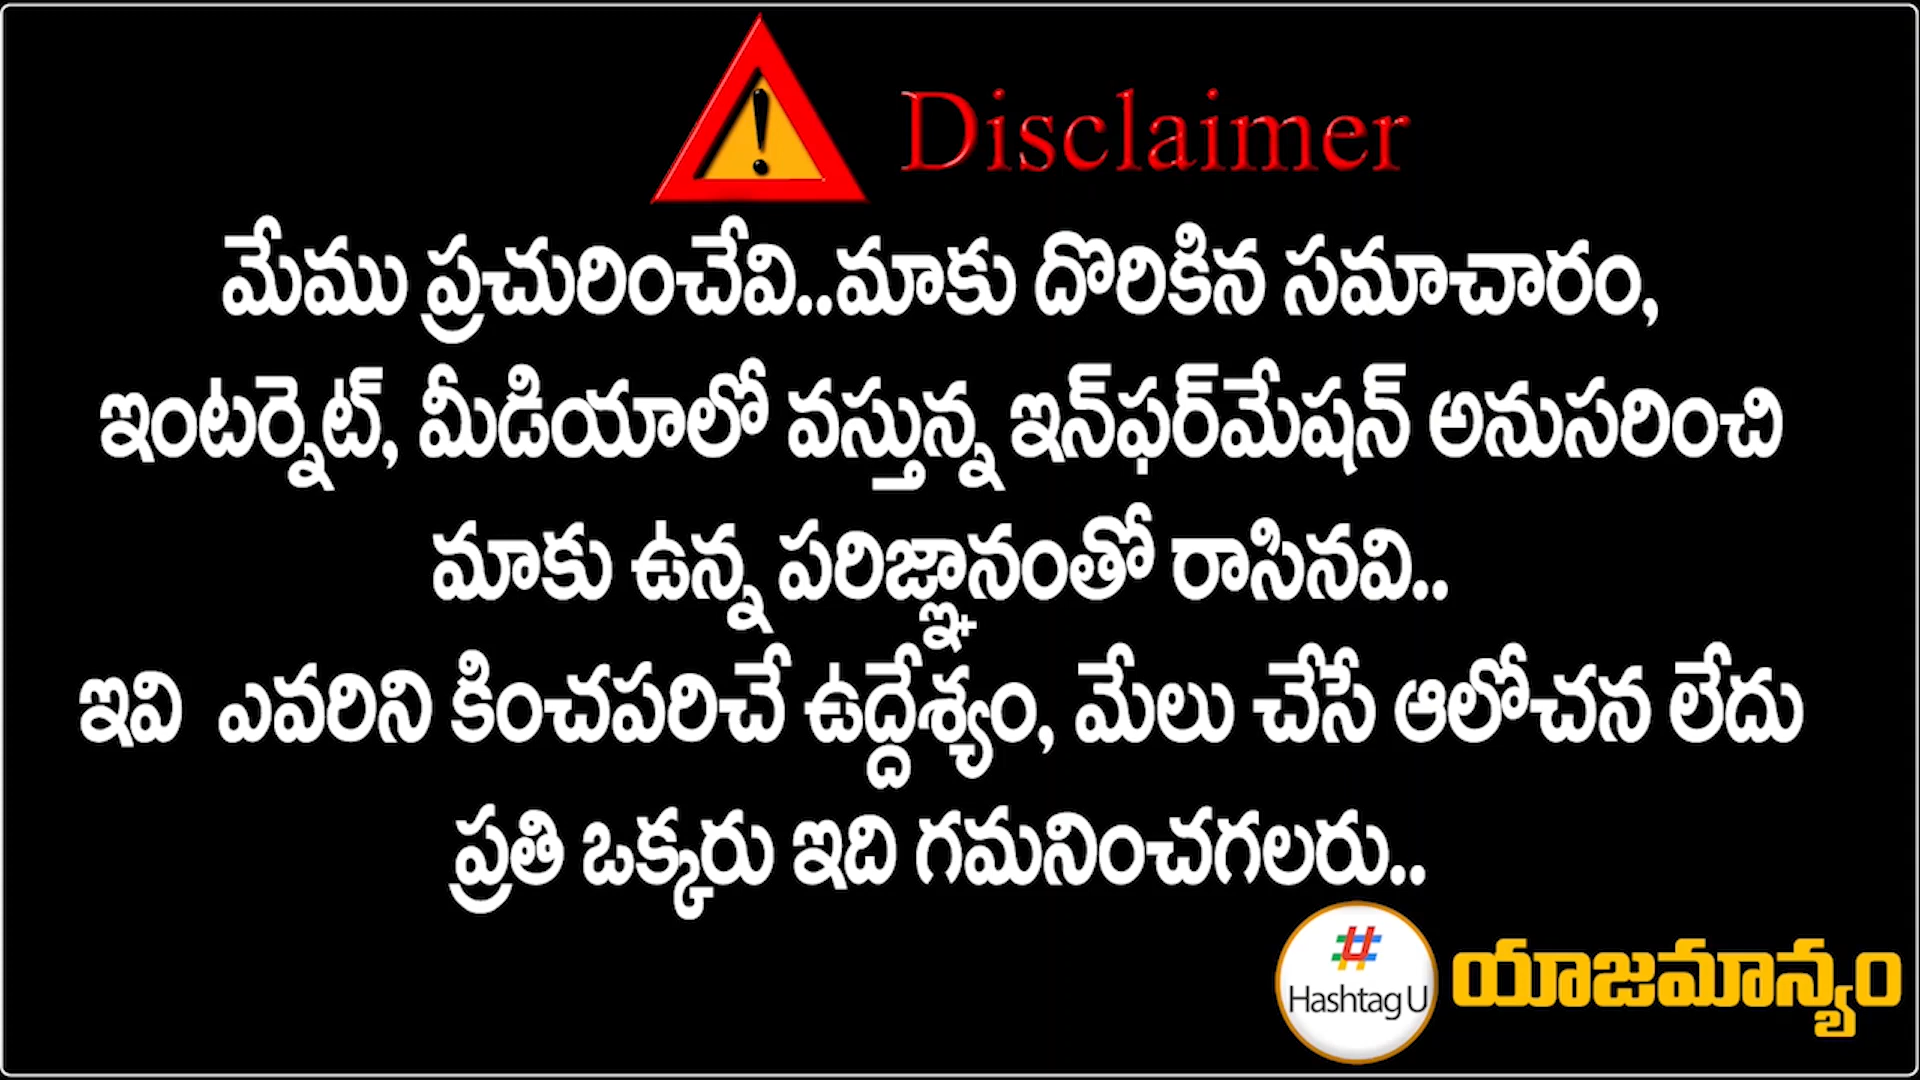 Disclaimer
మేము ప్రచురించేవి..మాకు దొరికిన సమాచారం,
ఇంటర్నెట్, మీడియాలో వస్తున్న ఇన్‌ఫర్‌మేషన్ అనుసరించి
మాకు ఉన్న పరిజ్ఞానంతో రాసినవి..
ఇవి ఎవరిని కించపరిచే ఉద్దేశ్యం, మేలు చేసే ఆలోచన లేదు
ప్రతి ఒక్కరు ఇది గమనించగలరు..
Hashtag U
యాజమాన్యం